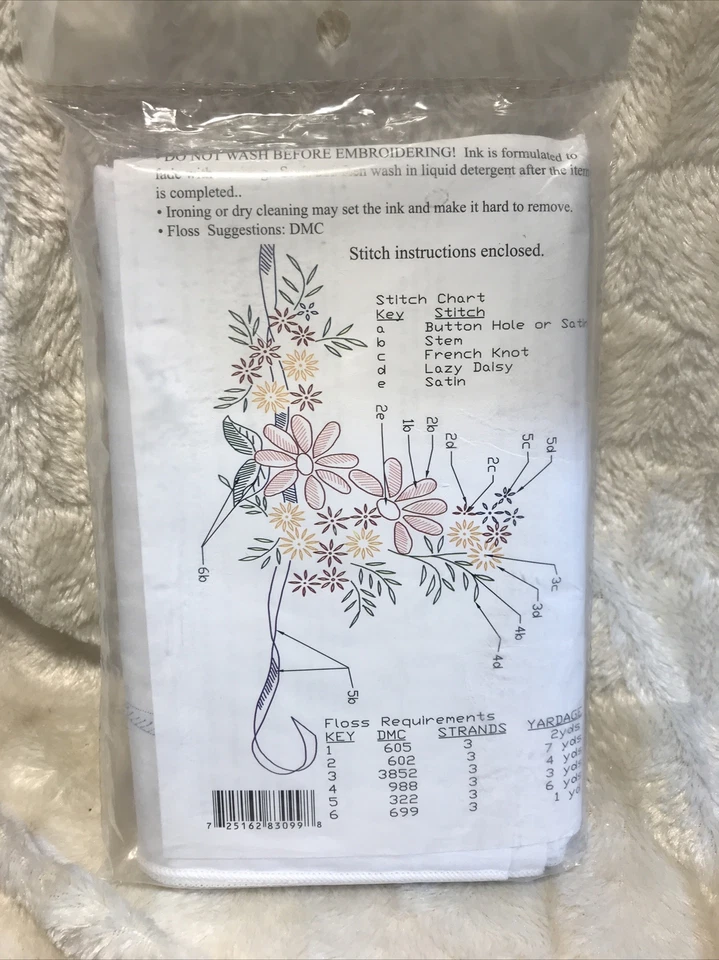 • DO NOT WASH BEFORE EMBROIDERING! Ink is formulated to
fade with wash in liquid detergent after the item
is completed..
• Ironing or dry cleaning may set the ink and make it hard to remove.
• Floss Suggestions: DMC
Stitch instructions enclosed.
Stitch Chart
Key Stitch
a Button Hole or Satin
b Stem
c French Knot
d Lazy Daisy
e Satin
2e
1b
2b
2d
2c
5c
5d
6b
3c
3d
4b
4d
5b
Floss Requirements
KEY DMC STRANDS YARDAGE
1 605 3 2yds
2 602 3 7 yds
3 3852 3 4 yds
4 988 3 3 yds
5 322 3 6 yds
6 699 3 1 yd
7 25162 83099 8